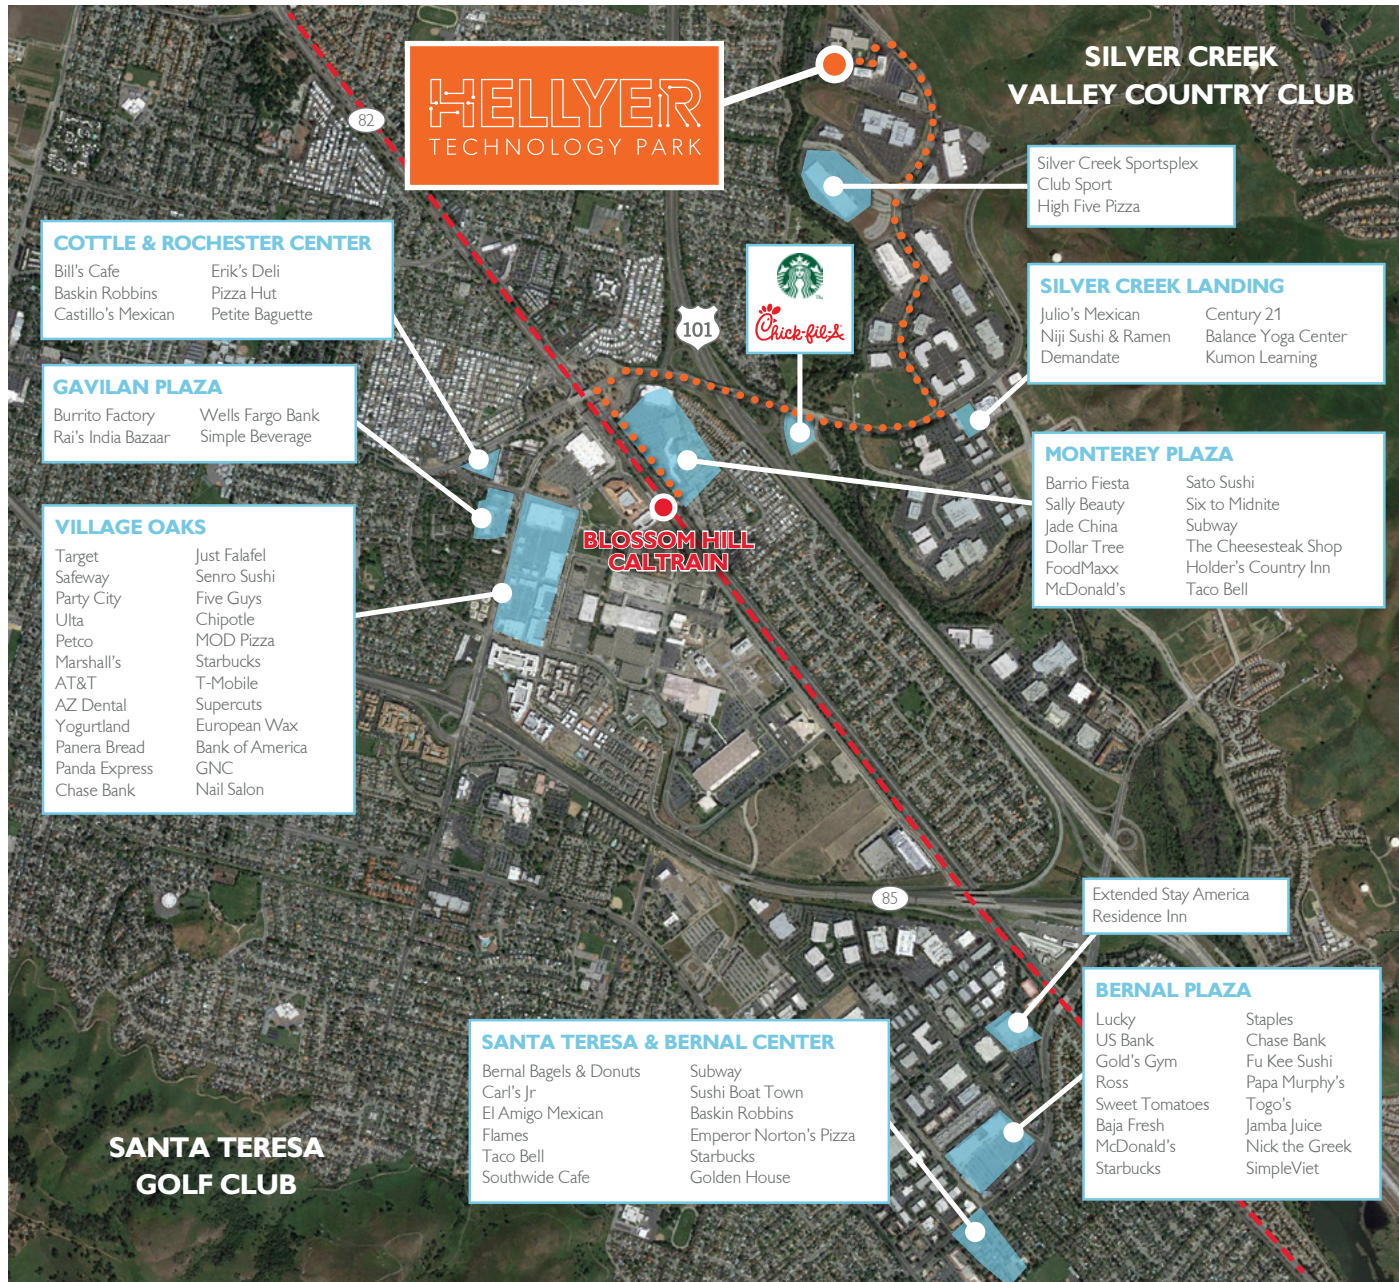 SILVER CREEK
VALLEY COUNTRY CLUB
HELLYER
TECHNOLOGY PARK
82
Silver Creek Sportsplex
Club Sport
High Five Pizza
COTTLE & ROCHESTER CENTER
Bill's Cafe
Baskin Robbins
Castillo's Mexican
Erik's Deli
Pizza Hut
Petite Baguette
TM
Chick-fil-A
101
SILVER CREEK LANDING
Julio's Mexican
Niji Sushi & Ramen
Demandate
Century 21
Balance Yoga Center
Kumon Learning
GAVILAN PLAZA
Burrito Factory
Rai's India Bazaar
Wells Fargo Bank
Simple Beverage
MONTEREY PLAZA
Barrio Fiesta
Sally Beauty
Jade China
Dollar Tree
FoodMaxx
McDonald's
Sato Sushi
Six to Midnite
Subway
The Cheesesteak Shop
Holder's Country Inn
Taco Bell
VILLAGE OAKS
Target
Safeway
Party City
Ulta
Petco
Marshall's
AT&T
AZ Dental
Yogurtland
Panera Bread
Panda Express
Chase Bank
Just Falafel
Senro Sushi
Five Guys
Chipotle
MOD Pizza
Starbucks
T-Mobile
Supercuts
European Wax
Bank of America
GNC
Nail Salon
BLOSSOM HILL
CALTRAIN
85
Extended Stay America
Residence Inn
BERNAL PLAZA
Lucky
US Bank
Gold's Gym
Ross
Sweet Tomatoes
Baja Fresh
McDonald's
Starbucks
Staples
Chase Bank
Fu Kee Sushi
Papa Murphy's
Togo's
Jamba Juice
Nick the Greek
SimpleViet
SANTA TERESA & BERNAL CENTER
Bernal Bagels & Donuts
Carl's Jr
El Amigo Mexican
Flames
Taco Bell
Southwide Cafe
Subway
Sushi Boat Town
Baskin Robbins
Emperor Norton's Pizza
Starbucks
Golden House
SANTA TERESA
GOLF CLUB